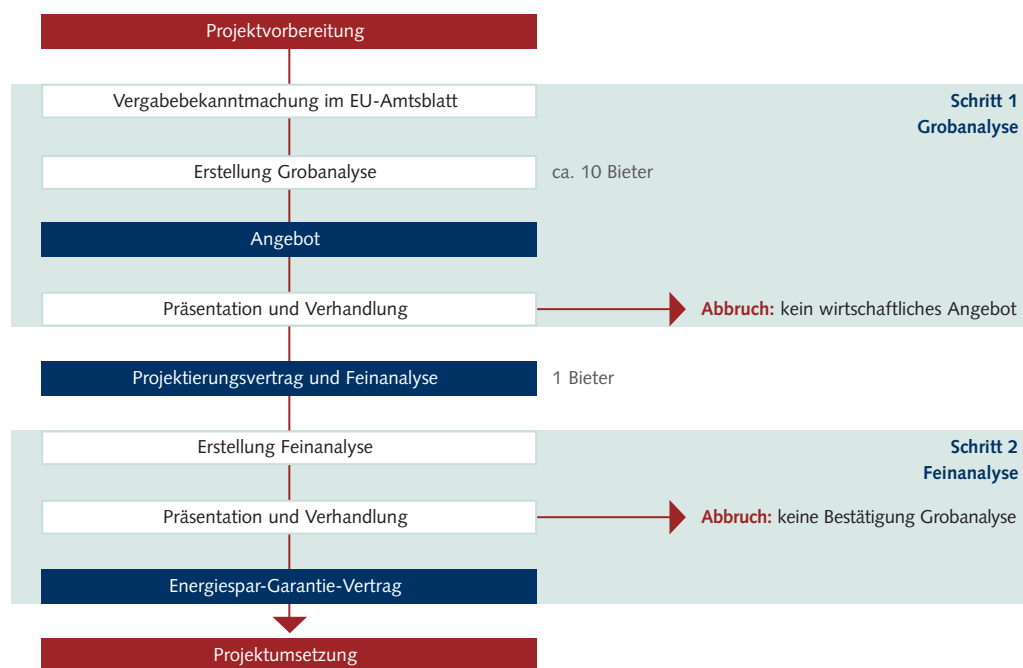 Projektvorbereitung
Vergabebekanntmachung im EU-Amtsblatt
Schritt 1
Grobanalyse
Erstellung Grobanalyse
ca. 10 Bieter
Angebot
Präsentation und Verhandlung
Abbruch: kein wirtschaftliches Angebot
Projektierungsvertrag und Feinanalyse
1 Bieter
Erstellung Feinanalyse
Schritt 2
Feinanalyse
Präsentation und Verhandlung
Abbruch: keine Bestätigung Grobanalyse
Energiespar-Garantie-Vertrag
Projektumsetzung